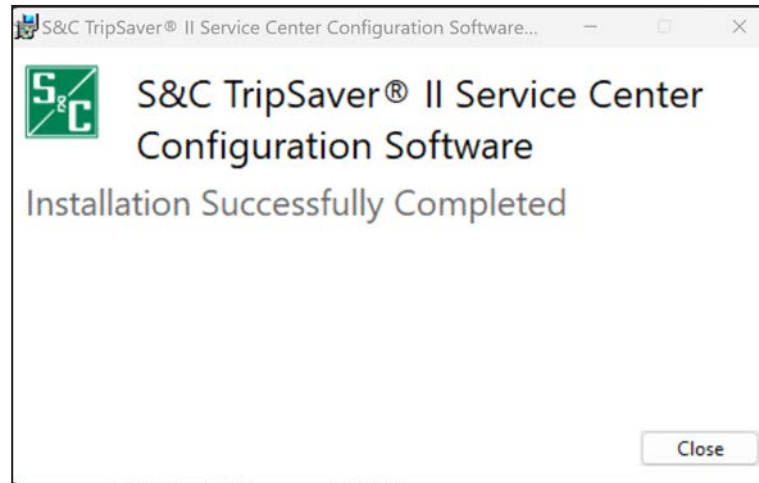 S&C TripSaver® II Service Center Configuration Software...
S&C
S&C TripSaver® II Service Center
Configuration Software
Installation Successfully Completed
Close